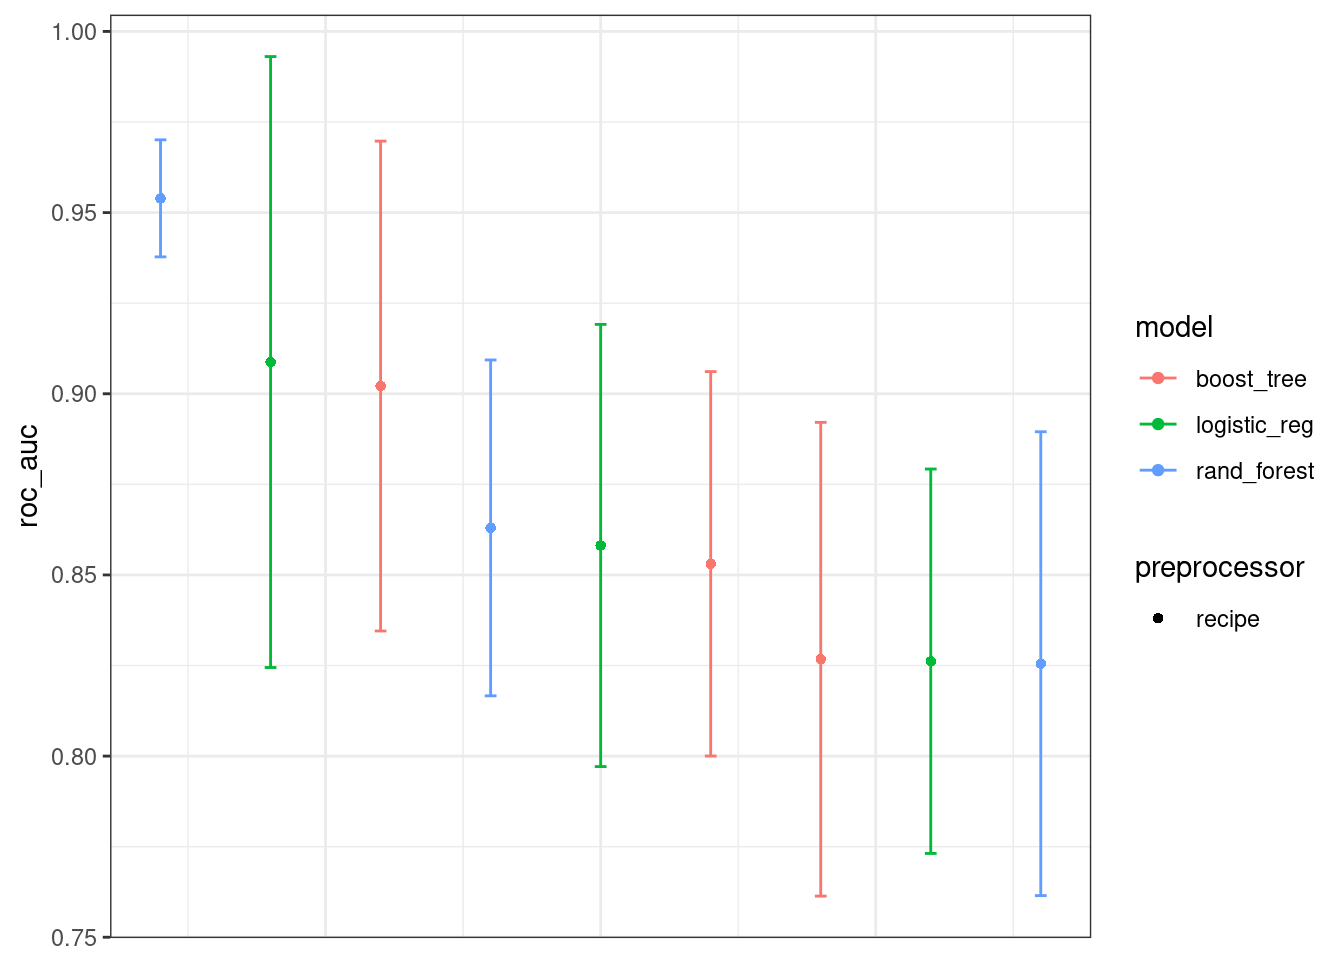 1.00
0.95
0.90
0.85
0.80
0.75
roc_auc
model
boost_tree
logistic_reg
rand_forest
preprocessor
recipe